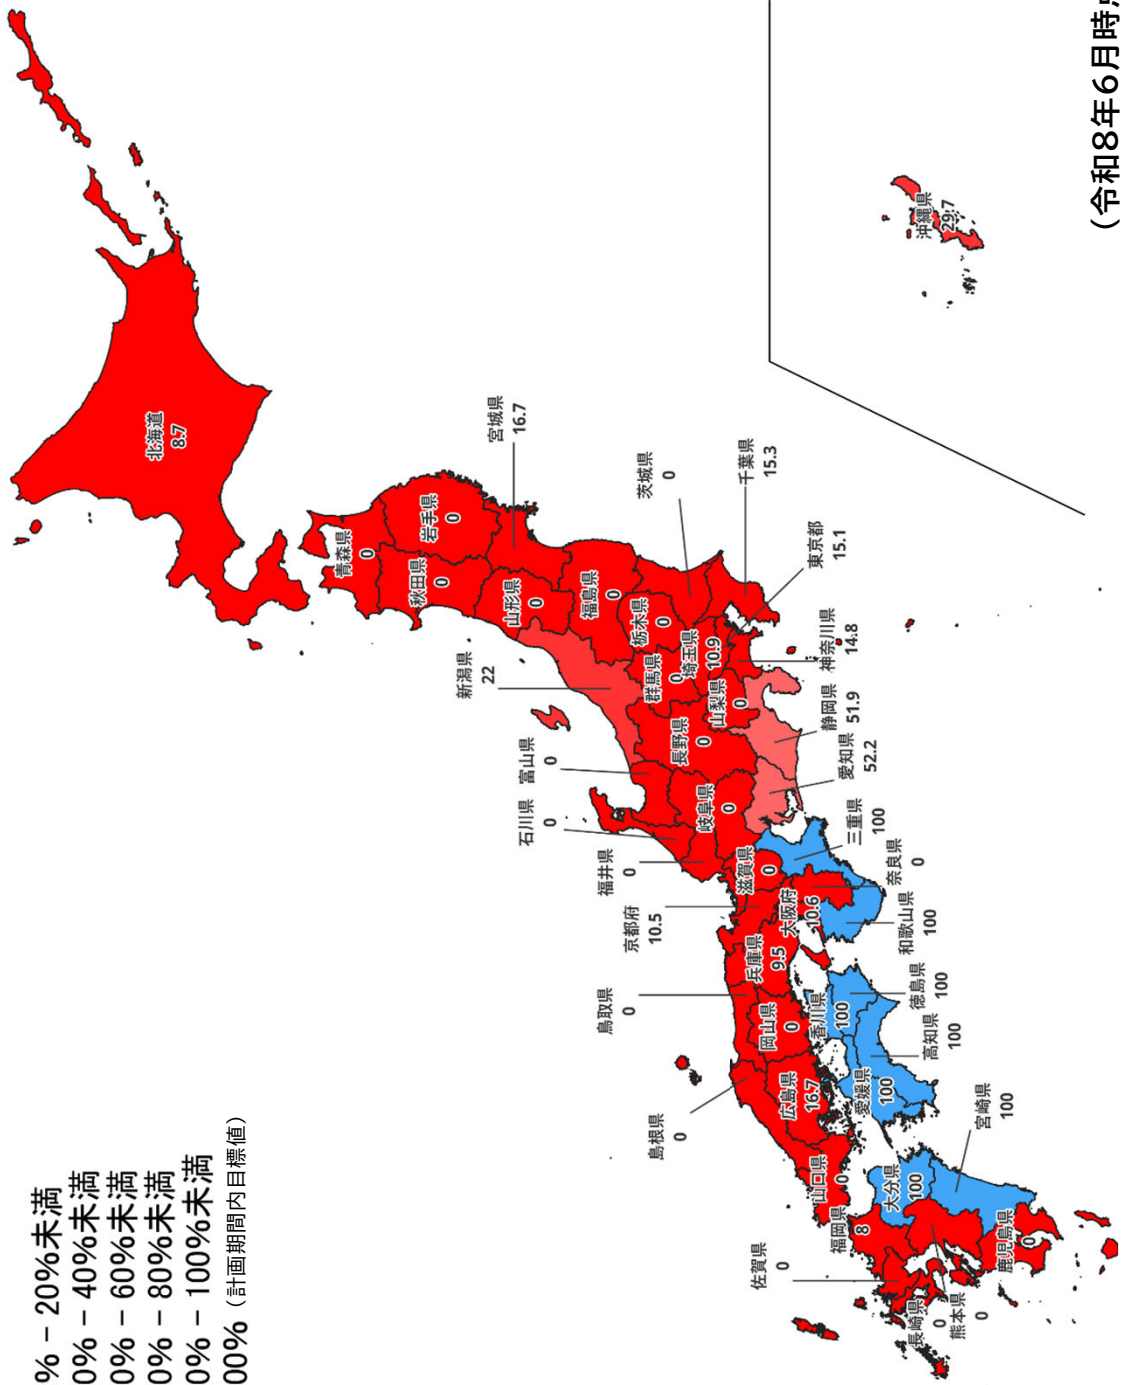 % – 20%未満
0% – 40%未満
0% – 60%未満
0% – 80%未満
0% – 100%未満
00% (計画期間内目標値)
北海道
8.7
青森県
0
岩手県
0
秋田県
0
宮城県
16.7
山形県
0
福島県
0
茨城県
0
栃木県
0
群馬県
0
埼玉県
10.9
千葉県
15.3
東京都
15.1
神奈川県
14.8
新潟県
22
富山県
0
石川県
0
福井県
0
山梨県
0
長野県
0
岐阜県
0
静岡県
51.9
愛知県
52.2
三重県
100
滋賀県
0
京都府
10.5
大阪府
10.6
兵庫県
9.5
奈良県
0
和歌山県
100
鳥取県
0
島根県
0
岡山県
0
広島県
16.7
山口県
0
徳島県
100
香川県
100
愛媛県
100
高知県
100
福岡県
8
佐賀県
0
長崎県
0
熊本県
0
大分県
100
宮崎県
100
鹿児島県
0
沖縄県
29.7
(令和8年6月時